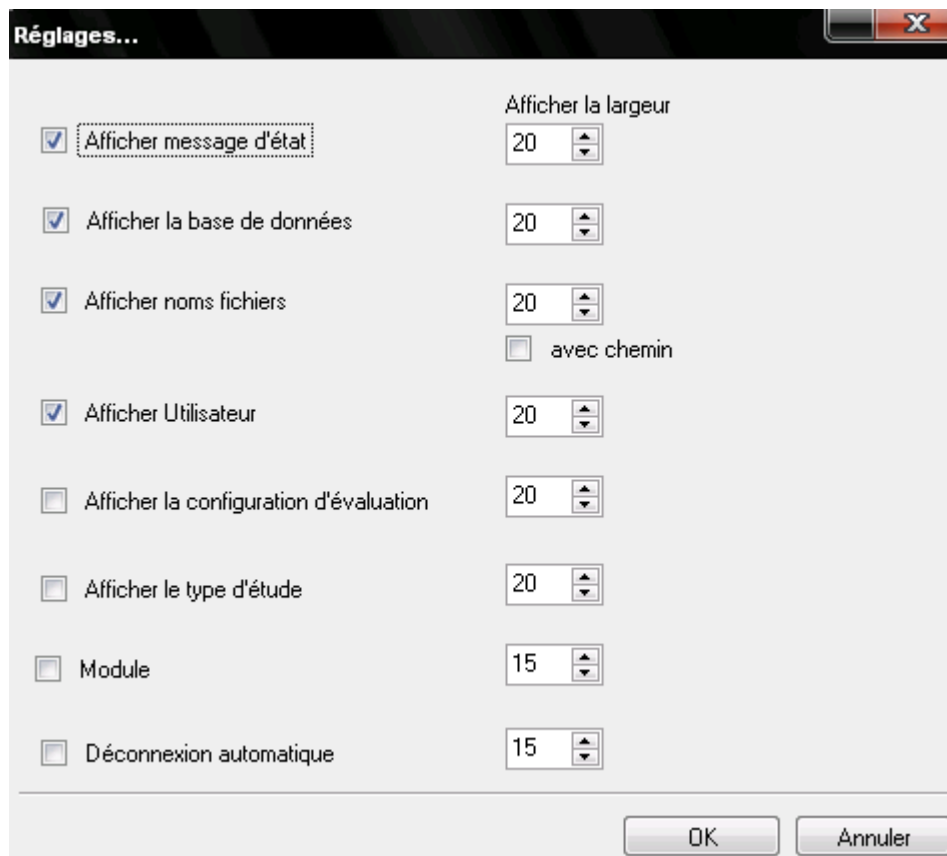 Réglages...
Afficher la largeur
Afficher message d'état 20
Afficher la base de données 20
Afficher noms fichiers 20
avec chemin
Afficher Utilisateur 20
Afficher la configuration d'évaluation 20
Afficher le type d'étude 20
Module 15
Déconnexion automatique 15
OK Annuler